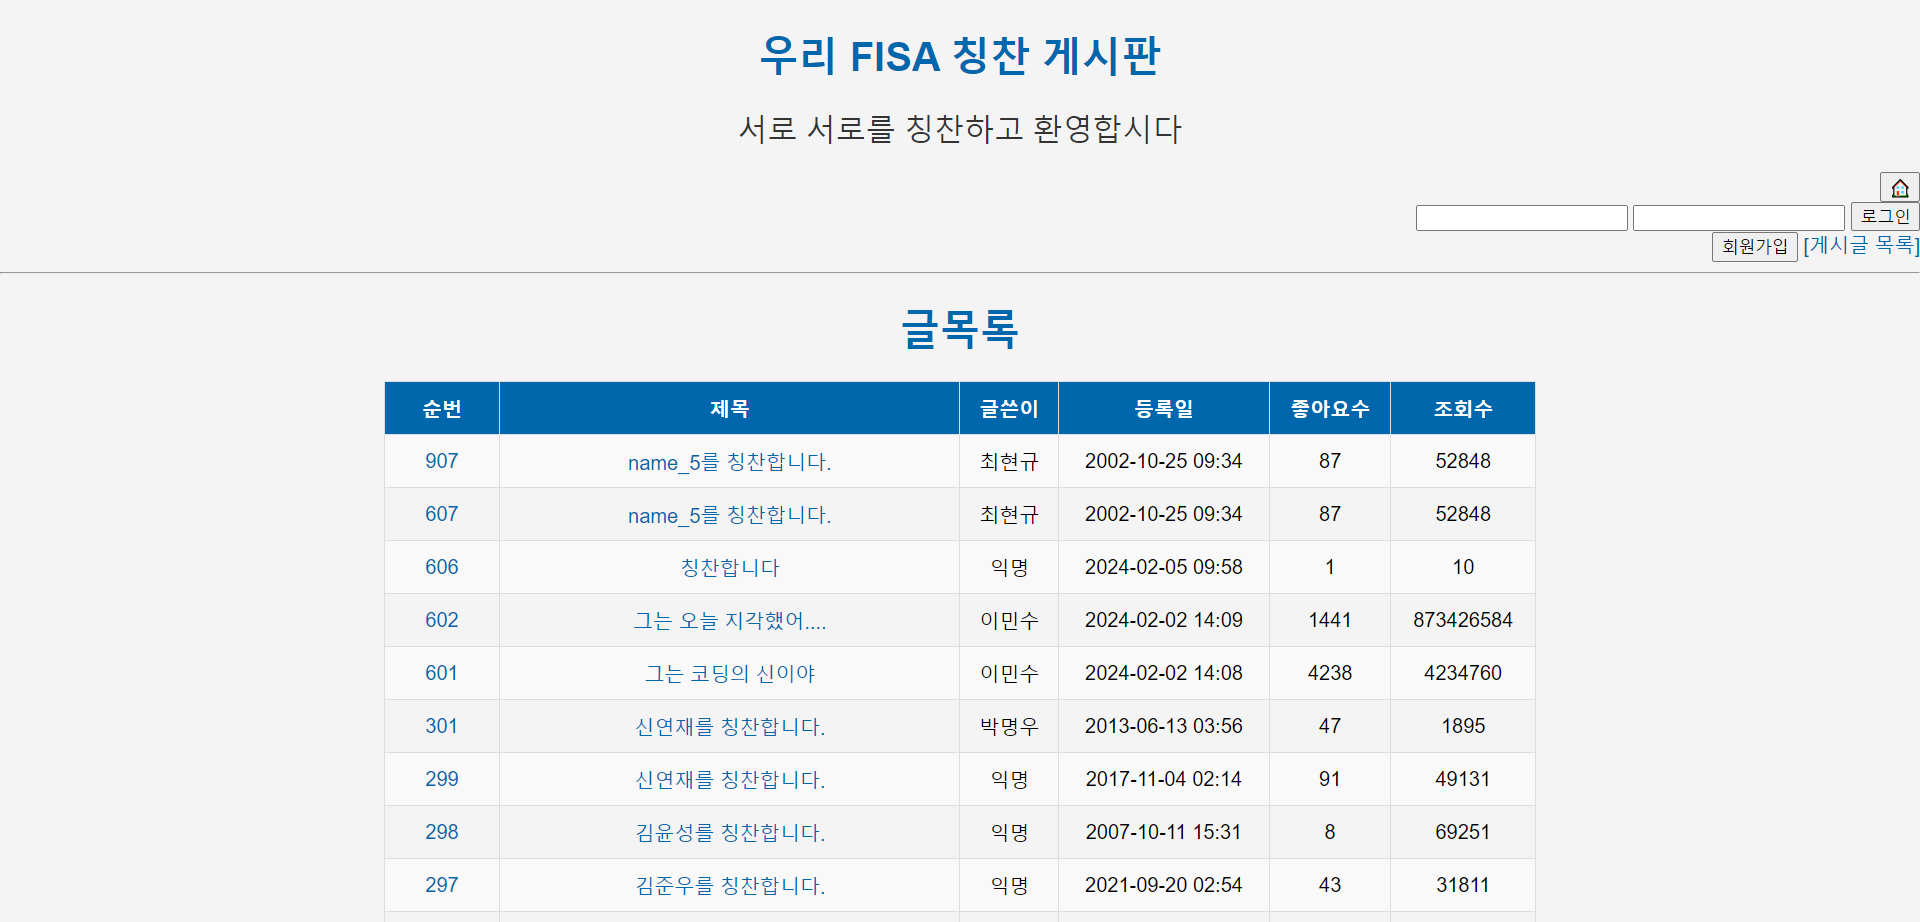 우리 FISA 칭찬 게시판
서로 서로를 칭찬하고 환영합시다
로그인
회원가입 [게시글 목록]
글목록
순번 제목 글쓴이 등록일 좋아요수 조회수
907 name_5를 칭찬합니다. 최현규 2002-10-25 09:34 87 52848
607 name_5를 칭찬합니다. 최현규 2002-10-25 09:34 87 52848
606 칭찬합니다 익명 2024-02-05 09:58 1 10
602 그는 오늘 지각했어.... 이민수 2024-02-02 14:09 1441 873426584
601 그는 코딩의 신이야 이민수 2024-02-02 14:08 4238 4234760
301 신연재를 칭찬합니다. 박명우 2013-06-13 03:56 47 1895
299 신연재를 칭찬합니다. 익명 2017-11-04 02:14 91 49131
298 김윤성를 칭찬합니다. 익명 2007-10-11 15:31 8 69251
297 김준우를 칭찬합니다. 익명 2021-09-20 02:54 43 31811